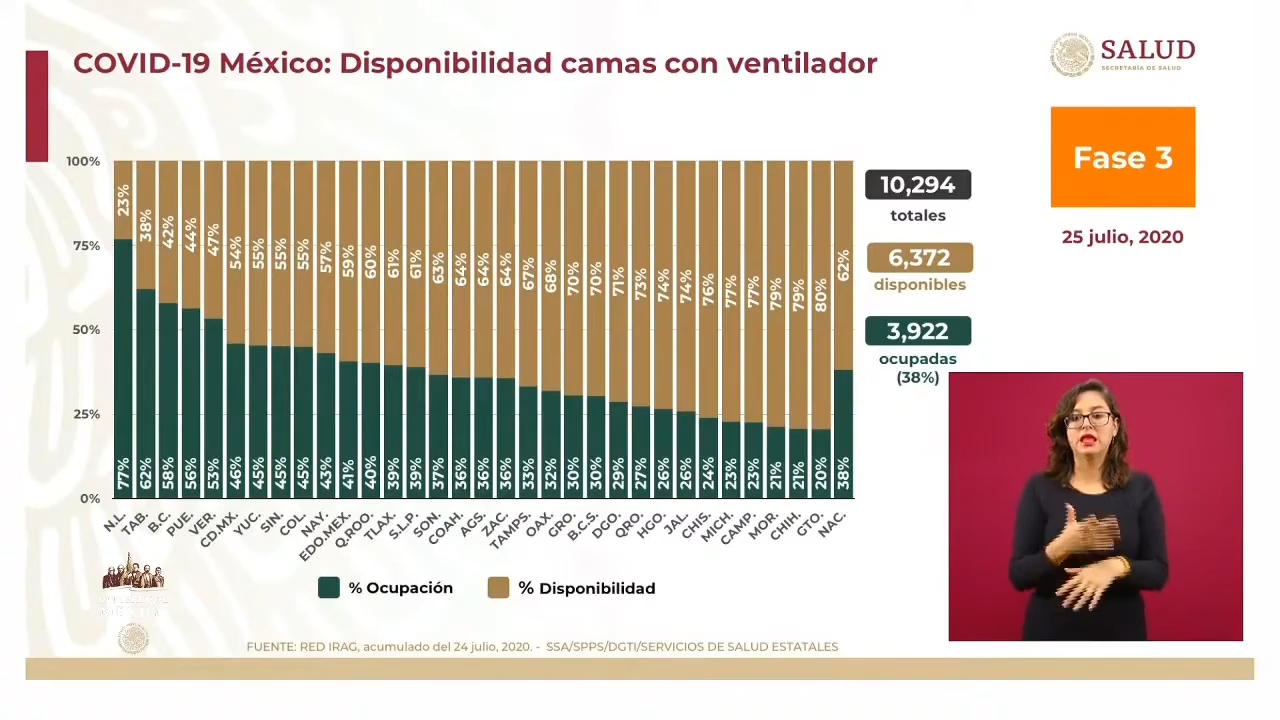 COVID-19 México: Disponibilidad camas con ventilador
SALUD
SECRETARÍA DE SALUD
Fase 3
25 julio, 2020
100%
75%
50%
25%
0%
23% 38% 42% 44% 47% 54% 55% 55% 55% 57% 59% 60% 61% 61% 63% 64% 64% 64% 67% 68% 70% 70% 71% 73% 74% 74% 76% 77% 77% 79% 79% 80% 62%
77% 62% 58% 56% 53% 46% 45% 45% 45% 43% 41% 40% 39% 39% 37% 36% 36% 36% 33% 32% 30% 30% 29% 27% 26% 26% 24% 23% 23% 21% 21% 20% 38%
N.L. TAB. B.C. PUE. VER. CD.MX. YUC. SIN. COL. NAY. EDO.MEX. Q.ROO. TLAX. S.L.P. SON. COAH. AGS. ZAC. TAMPS. OAX. GRO. B.C.S. DGO. QRO. HGO. JAL. CHIS. MICH. CAMP. MOR. CHIH. GTO. NAC.
10,294
totales
6,372
disponibles
3,922
ocupadas
(38%)
% Ocupación
% Disponibilidad
FUENTE: RED IRAG, acumulado del 24 julio, 2020. - SSA/SPPS/DGTI/SERVICIOS DE SALUD ESTATALES